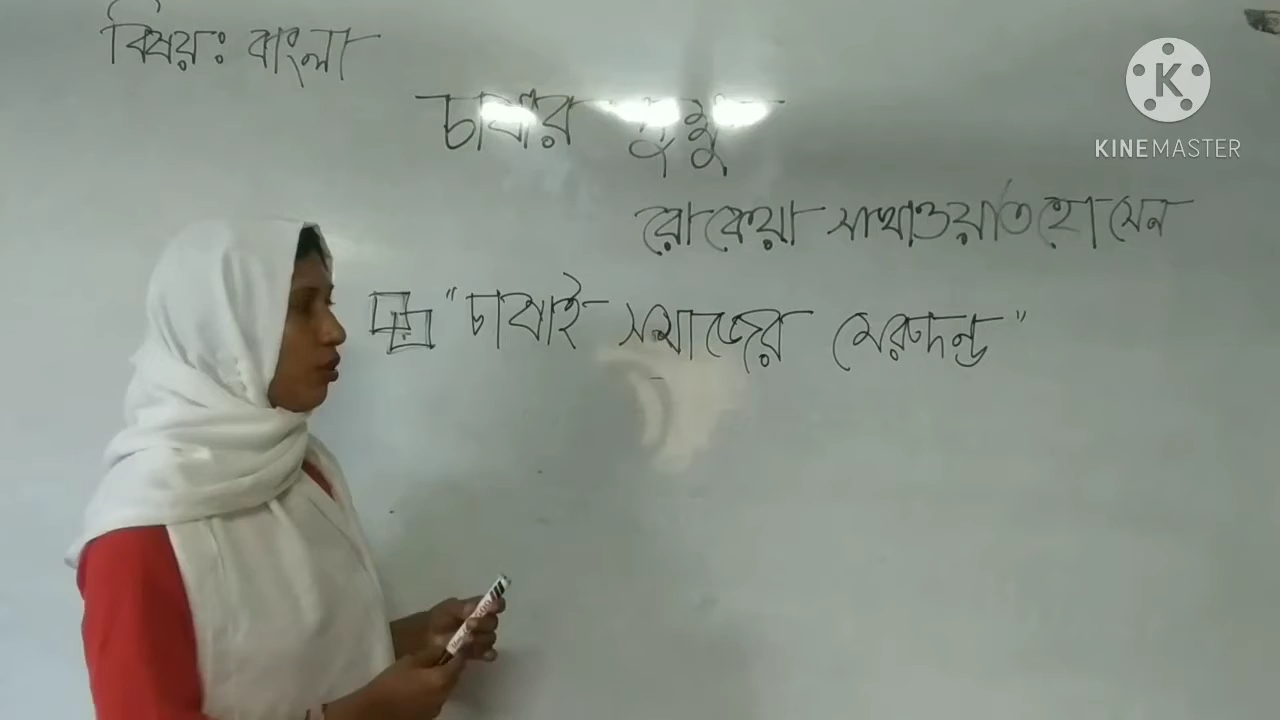 বিষয়ঃ বাংলা
চাষার দুক্ষু
রোকেয়া সাখাওয়াত হোসেন
"চাষাই সমাজের মেরুদন্ড"
KINEMASTER